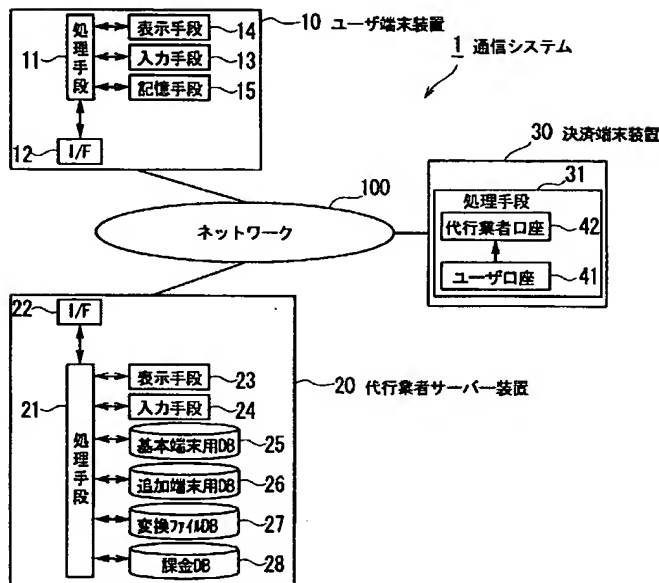 10 ユーザ端末装置
処理手段
11
表示手段 14
入力手段 13
記憶手段 15
12 I/F
1 通信システム
30 決済端末装置
31
処理手段
代行業者口座 42
ユーザ口座 41
100
ネットワーク
22 I/F
21
処理手段
表示手段 23
入力手段 24
基本端末用DB 25
追加端末用DB 26
変換ファイルDB 27
課金DB 28
20 代行業者サーバー装置